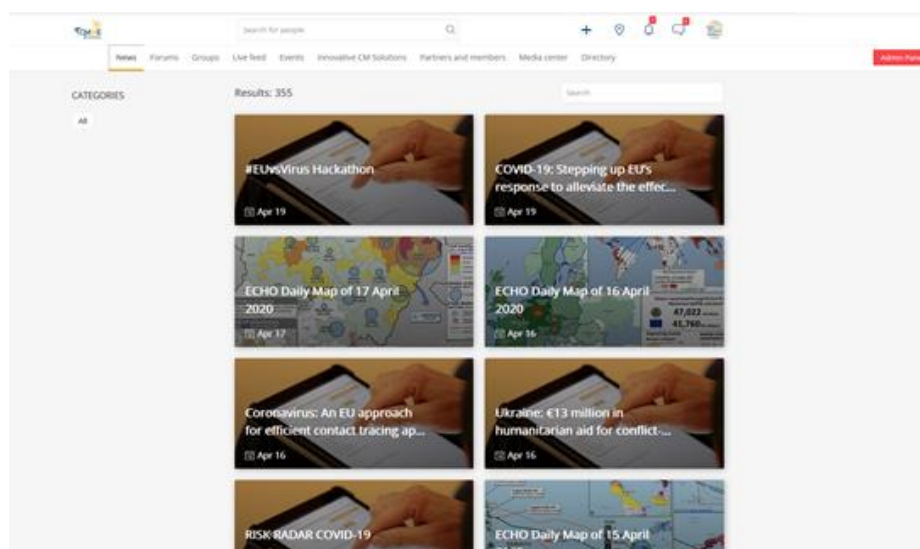 Search for people
News Forums Groups Live feed Events Innovative CM Solutions Partners and members Media center Directory
Admin Pane
CATEGORIES
All
Results: 355
Search
#EUvsVirus Hackathon
Apr 19
COVID-19: Stepping up EU's
response to alleviate the effec...
Apr 19
ECHO Daily Map of 17 April
2020
Apr 17
ECHO Daily Map of 16 April
2020
47,022
41,760
Apr 16
Coronavirus: An EU approach
for efficient contact tracing ap...
Apr 16
Ukraine: €13 million in
humanitarian aid for conflict-...
Apr 16
RISK RADAR COVID-19
ECHO Daily Map of 15 April